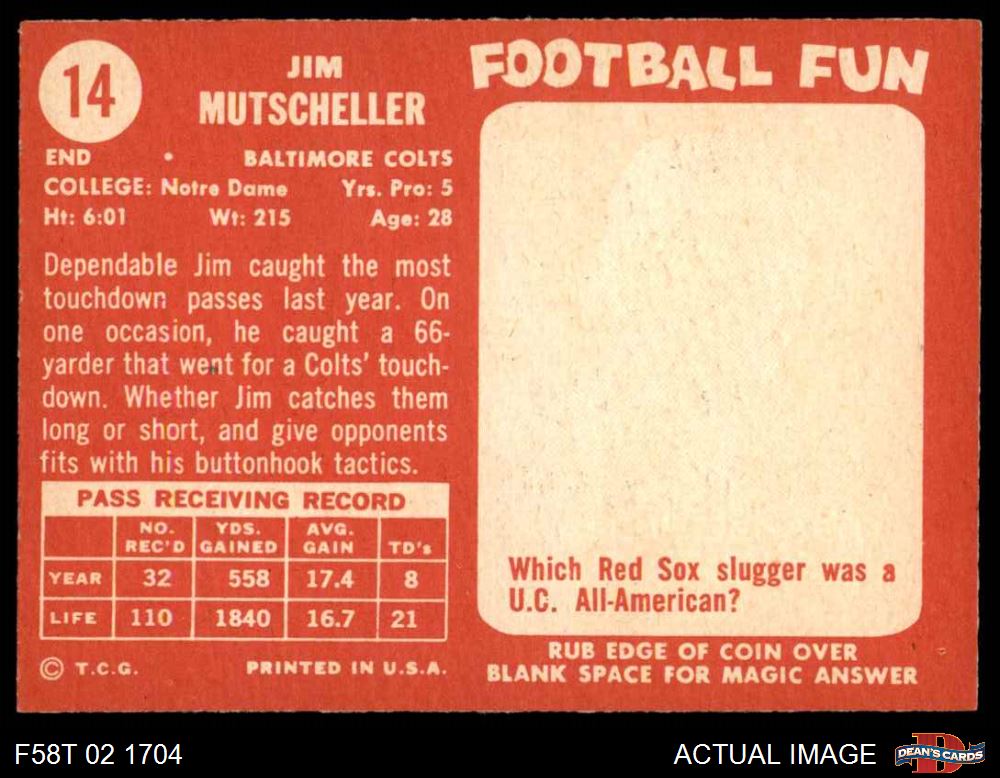 14
JIM
MUTSCHELLER
END • BALTIMORE COLTS
COLLEGE: Notre Dame Yrs. Pro: 5
Ht: 6:01 Wt: 215 Age: 28
Dependable Jim caught the most
touchdown passes last year. On
one occasion, he caught a 66-
yarder that went for a Colts' touch-
down. Whether Jim catches them
long or short, and give opponents
fits with his buttonhook tactics.
PASS RECEIVING RECORD
NO. REC'D YDS. GAINED AVG. GAIN TD's
YEAR 32 558 17.4 8
LIFE 110 1840 16.7 21
© T.C.G. PRINTED IN U.S.A.
FOOTBALL FUN
Which Red Sox slugger was a
U.C. All-American?
RUB EDGE OF COIN OVER
BLANK SPACE FOR MAGIC ANSWER
F58T 02 1704
ACTUAL IMAGE
DEAN'S CARDS